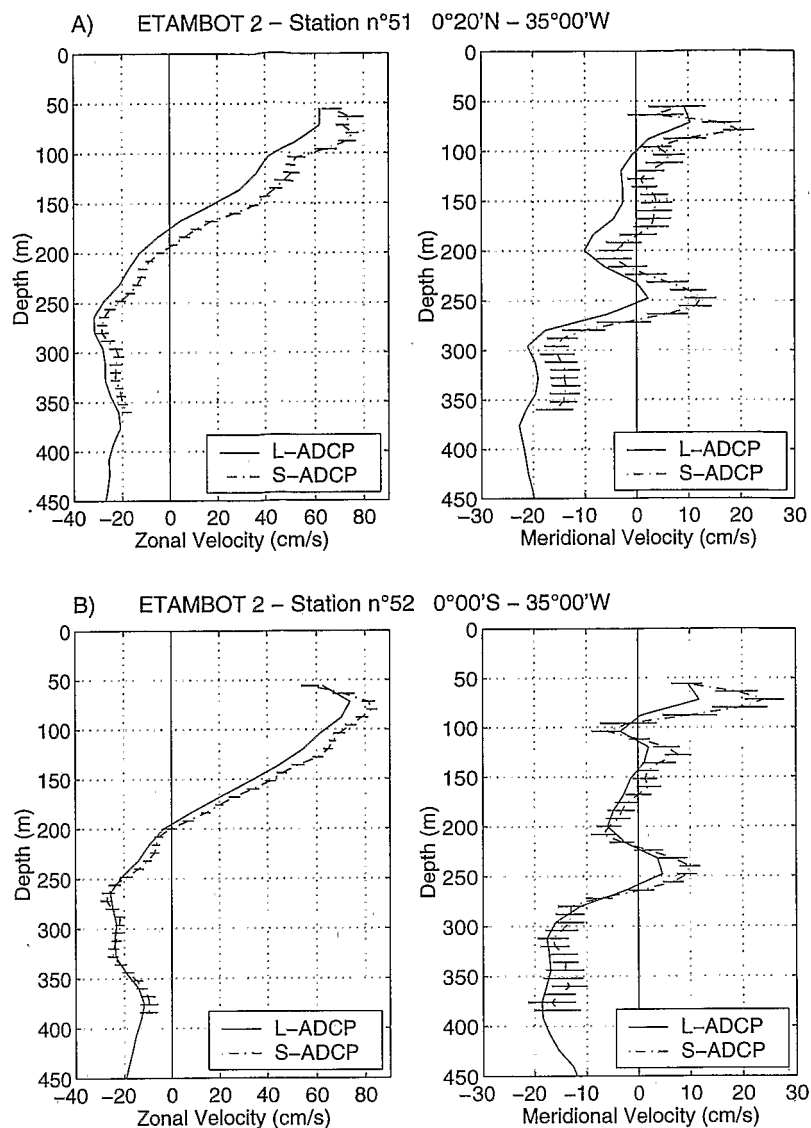 A) ETAMBOT 2 – Station n°51 0°20'N – 35°00'W
0
50
100
150
200
250
300
350
400
450
Depth (m)
−40 −20 0 20 40 60 80
Zonal Velocity (cm/s)
L–ADCP
S–ADCP
0
50
100
150
200
250
300
350
400
450
Depth (m)
−30 −20 −10 0 10 20 30
Meridional Velocity (cm/s)
L–ADCP
S–ADCP
B) ETAMBOT 2 – Station n°52 0°00'S – 35°00'W
0
50
100
150
200
250
300
350
400
450
Depth (m)
−40 −20 0 20 40 60 80
Zonal Velocity (cm/s)
L–ADCP
S–ADCP
0
50
100
150
200
250
300
350
400
450
Depth (m)
−30 −20 −10 0 10 20 30
Meridional Velocity (cm/s)
L–ADCP
S–ADCP